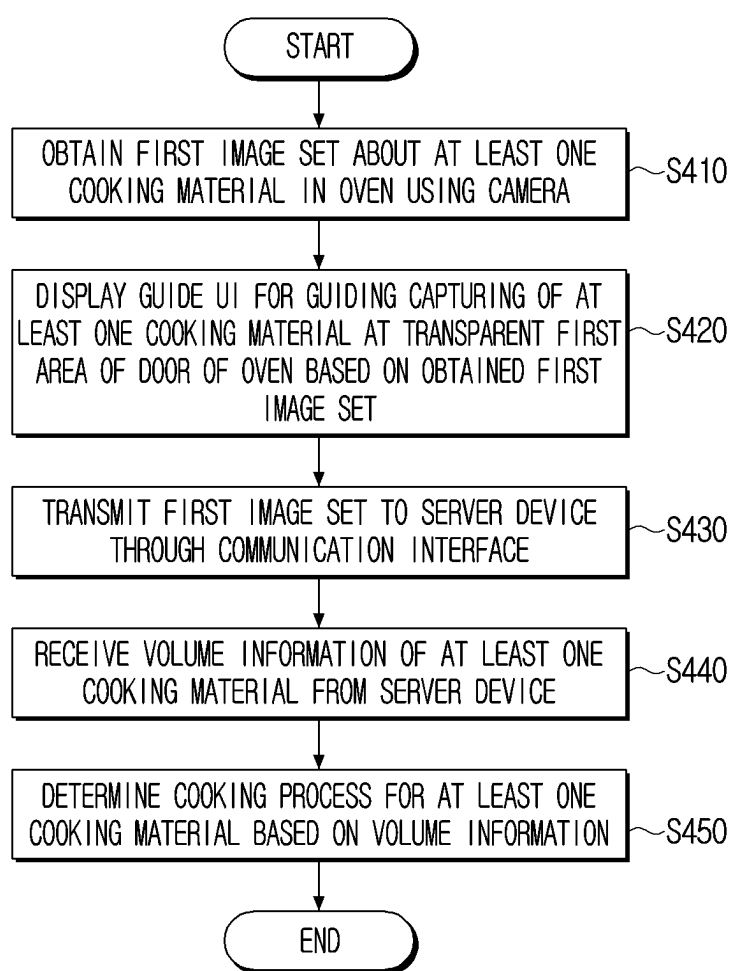 START
OBTAIN FIRST IMAGE SET ABOUT AT LEAST ONE
COOKING MATERIAL IN OVEN USING CAMERA
S410
DISPLAY GUIDE UI FOR GUIDING CAPTURING OF AT
LEAST ONE COOKING MATERIAL AT TRANSPARENT FIRST
AREA OF DOOR OF OVEN BASED ON OBTAINED FIRST
IMAGE SET
S420
TRANSMIT FIRST IMAGE SET TO SERVER DEVICE
THROUGH COMMUNICATION INTERFACE
S430
RECEIVE VOLUME INFORMATION OF AT LEAST ONE
COOKING MATERIAL FROM SERVER DEVICE
S440
DETERMINE COOKING PROCESS FOR AT LEAST ONE
COOKING MATERIAL BASED ON VOLUME INFORMATION
S450
END